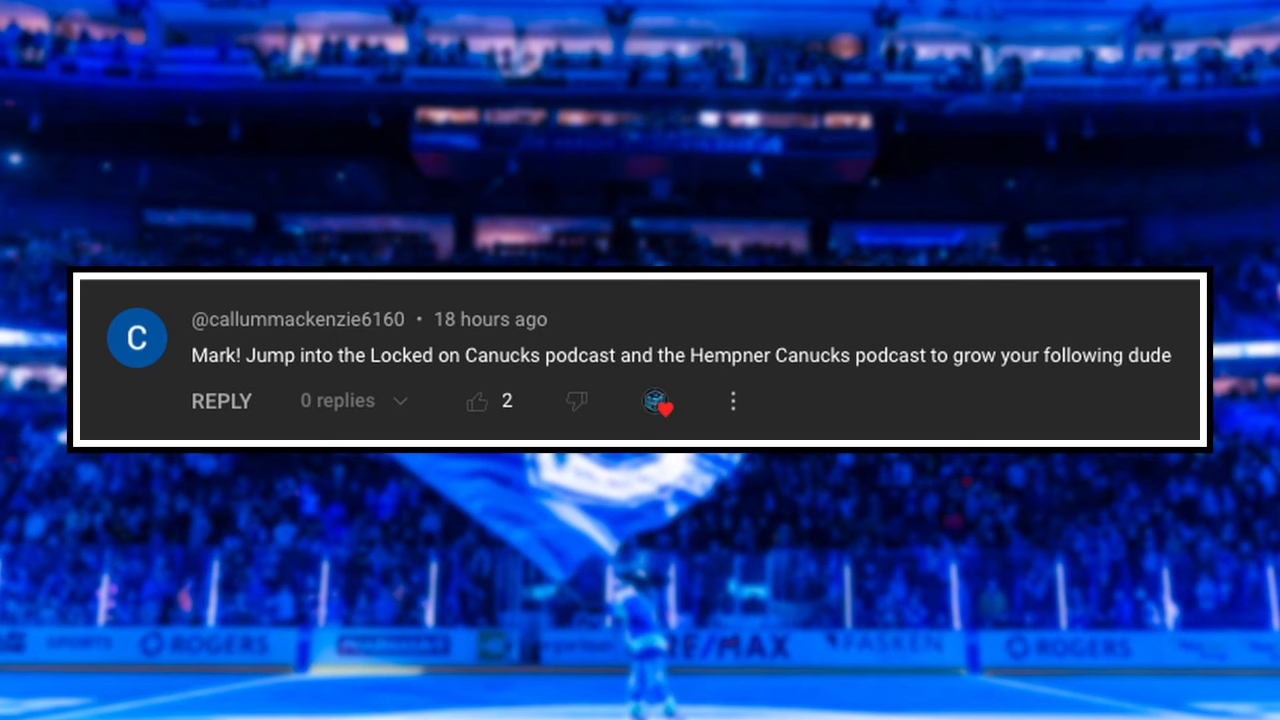 C
@callummackenzie6160 • 18 hours ago
Mark! Jump into the Locked on Canucks podcast and the Hempner Canucks podcast to grow your following dude
REPLY 0 replies 2
SPORTS ROGERS RE/MAX FASKEN ROGERS